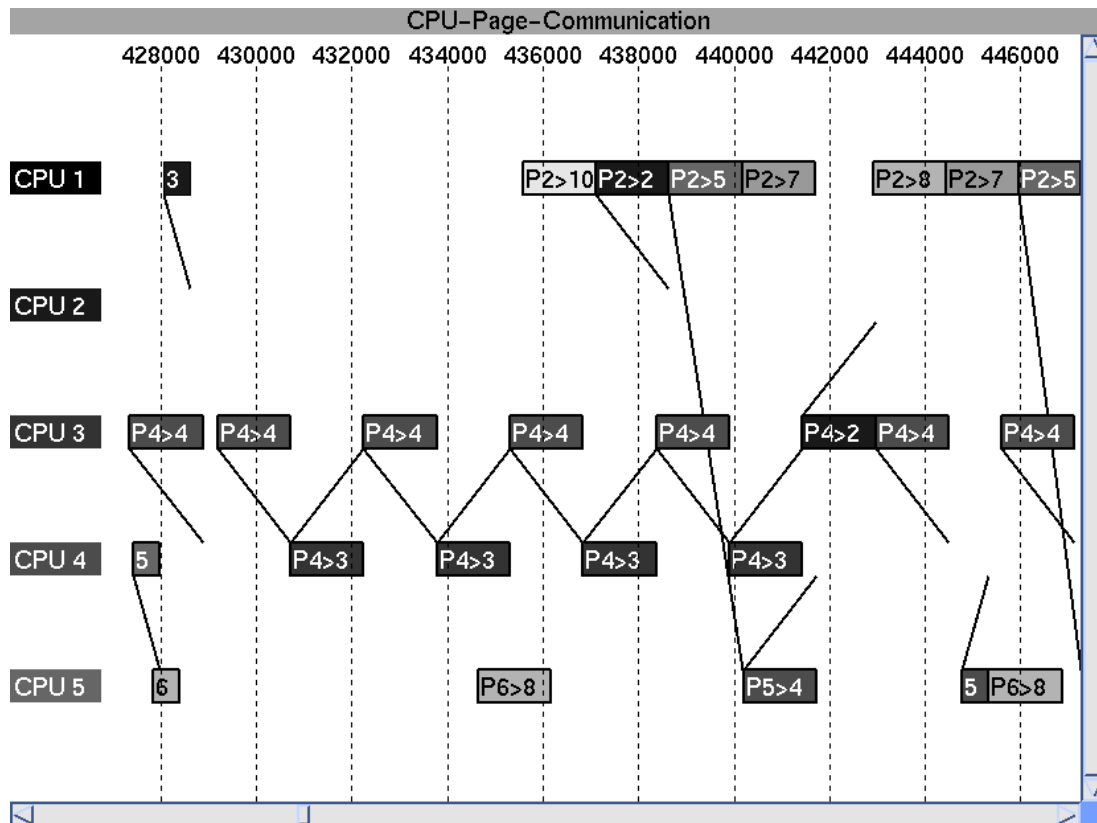 CPU-Page-Communication
428000 430000 432000 434000 436000 438000 440000 442000 444000 446000
CPU 1 3 P2>10 P2>2 P2>5 P2>7 P2>8 P2>7 P2>5
CPU 2
CPU 3 P4>4 P4>4 P4>4 P4>4 P4>4 P4>2 P4>4 P4>4
CPU 4 5 P4>3 P4>3 P4>3 P4>3
CPU 5 6 P6>8 P5>4 5 P6>8